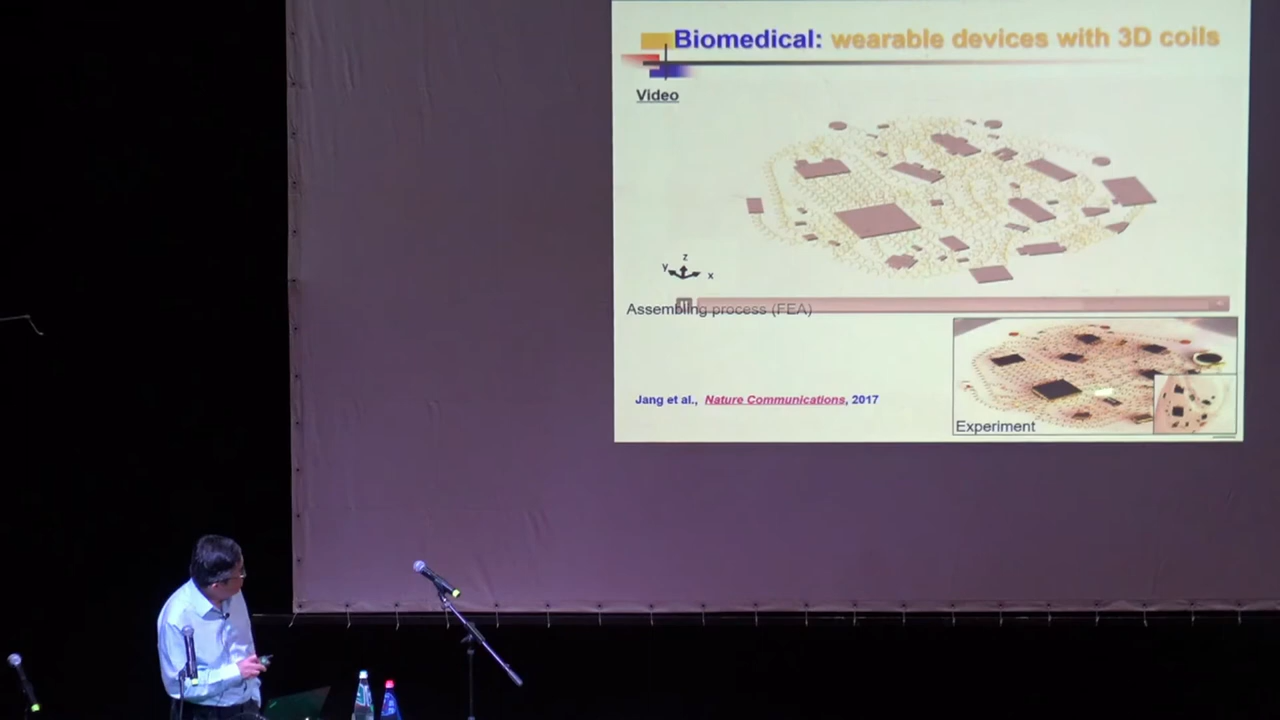 Biomedical: wearable devices with 3D coils
Video
z
y
x
Assembling process (FEA)
Jang et al., Nature Communications, 2017
Experiment